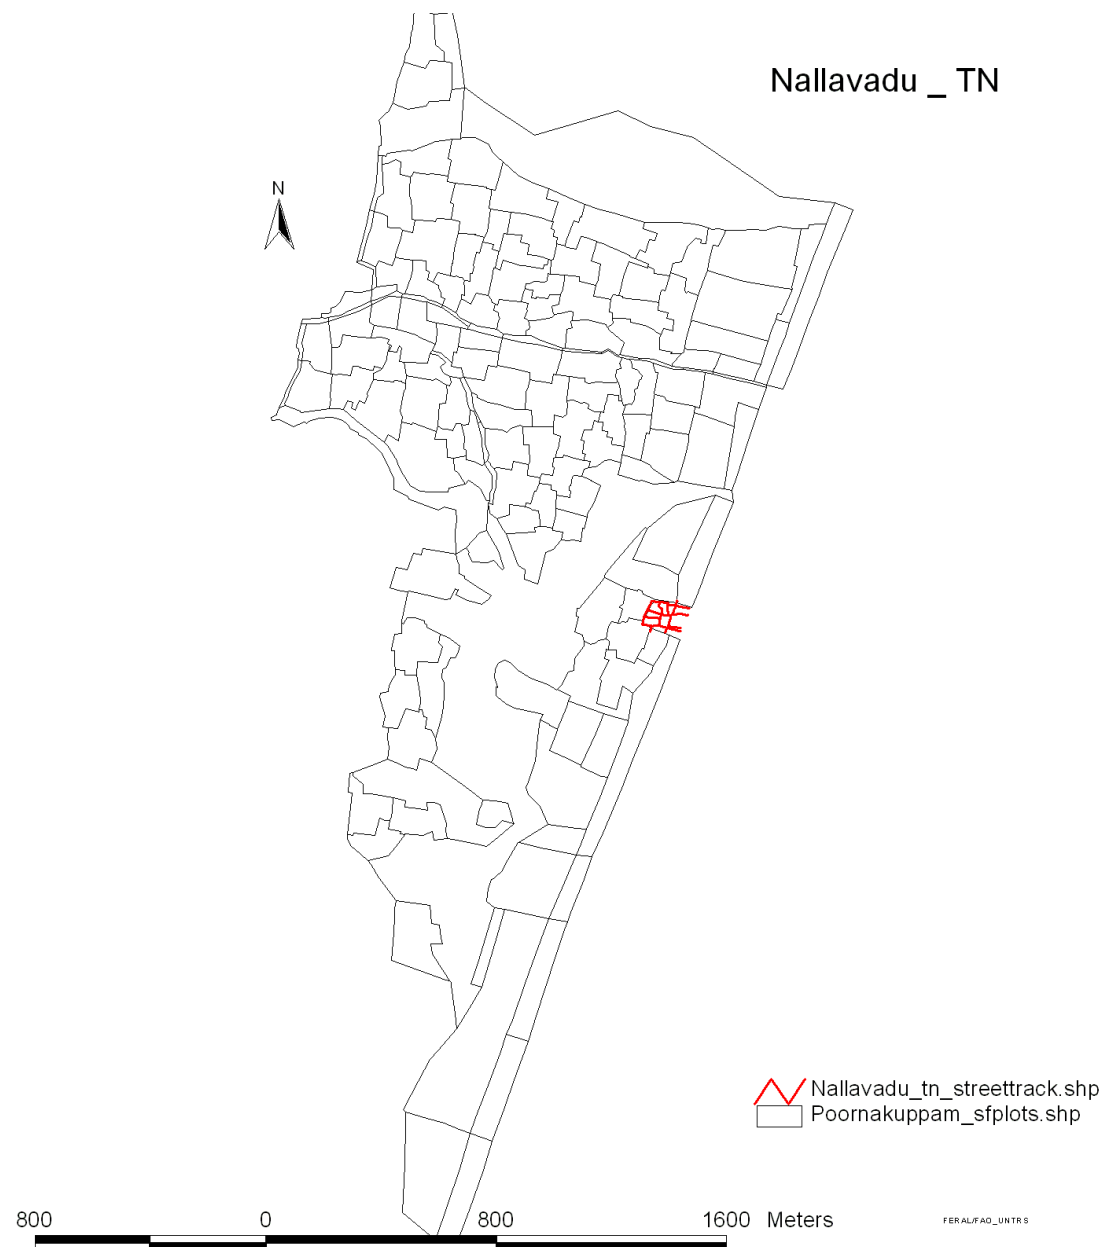 Nallavadu _ TN
N
Nallavadu_tn_streettrack.shp
Poornakuppam_sfplots.shp
800 0 800 1600 Meters
FERAL/FAO_UNTRS